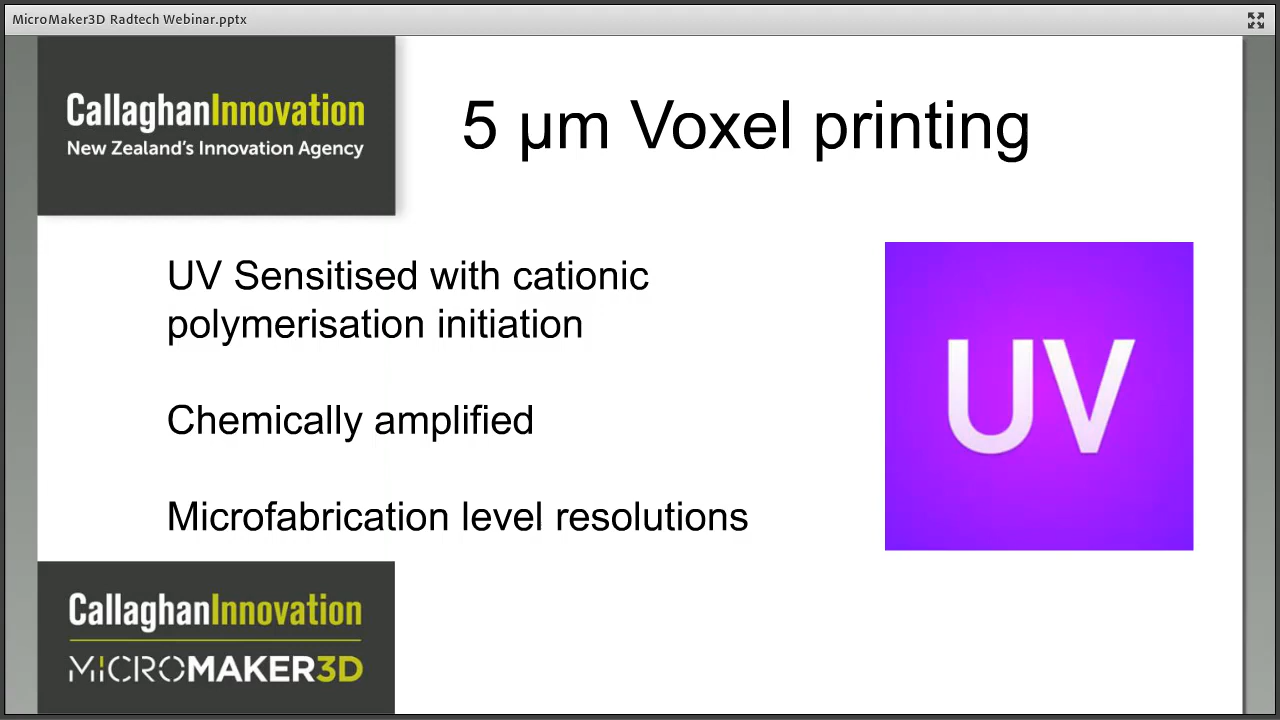 MicroMaker3D Radtech Webinar.pptx
CallaghanInnovation
New Zealand's Innovation Agency
5 µm Voxel printing
UV Sensitised with cationic
polymerisation initiation
Chemically amplified
Microfabrication level resolutions
UV
CallaghanInnovation
MICROMAKER3D